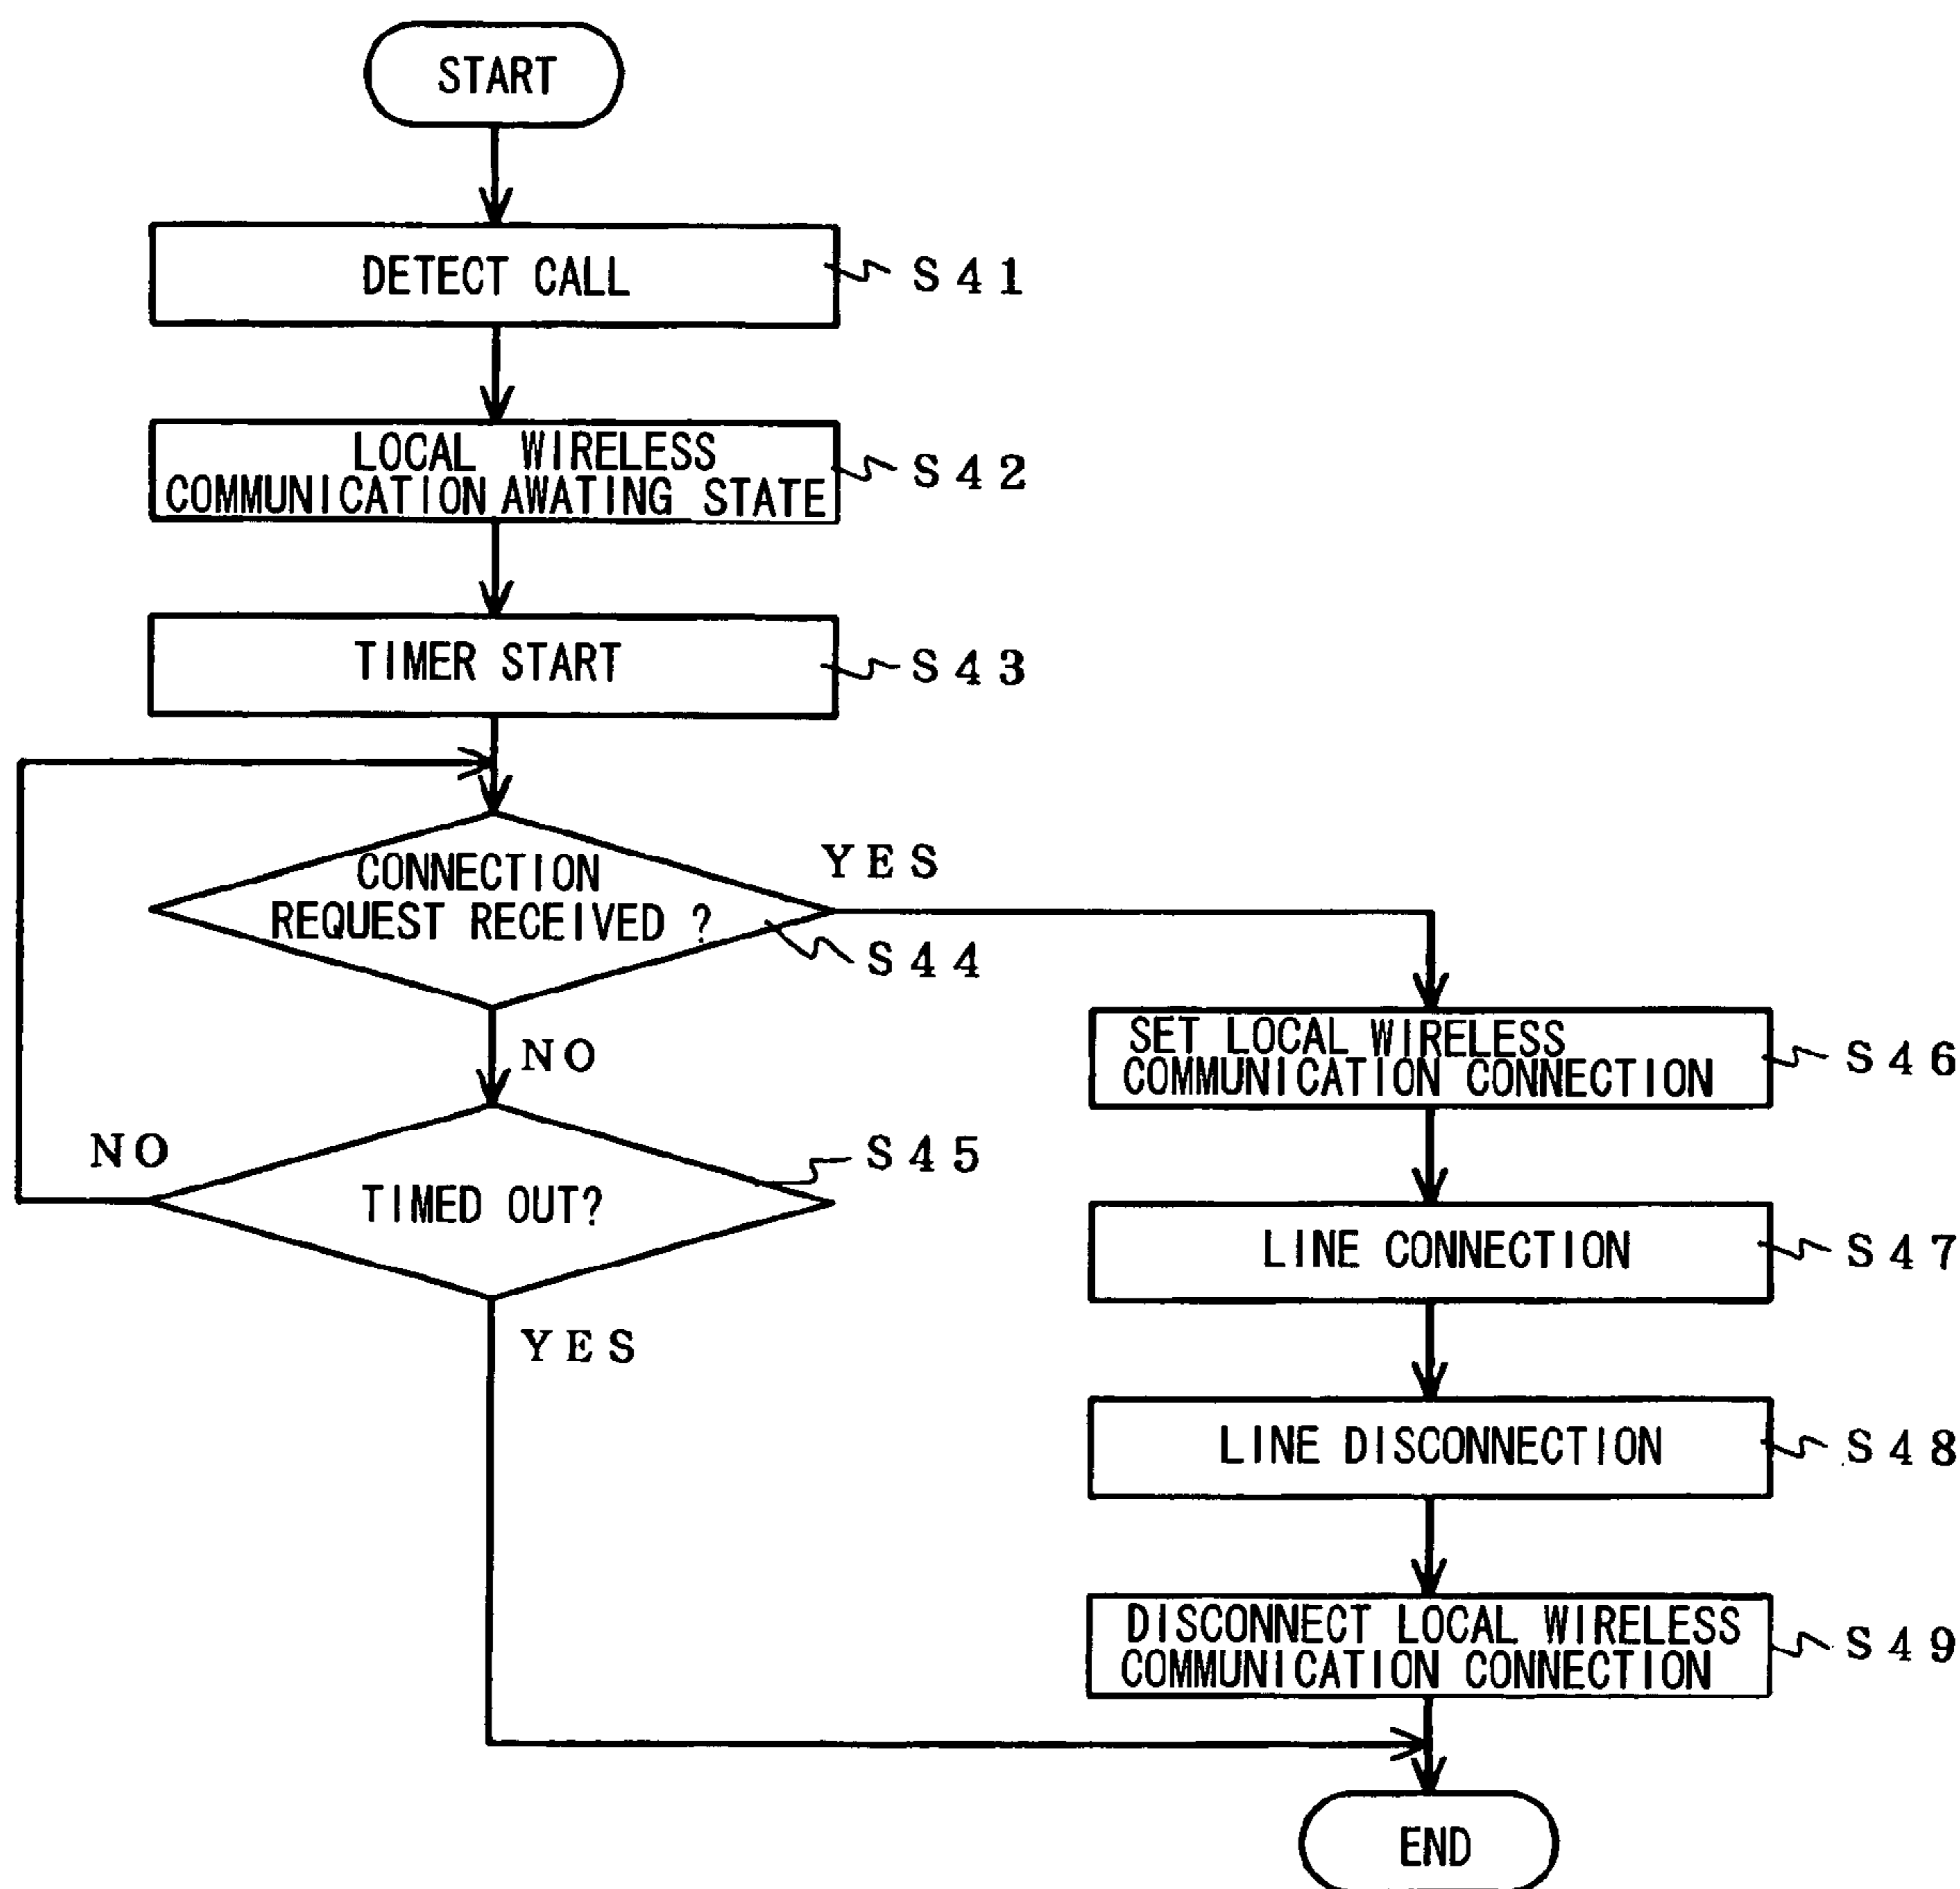 START
DETECT CALL
S41
LOCAL WIRELESS
COMMUNICATION AWATING STATE
S42
TIMER START
S43
CONNECTION
REQUEST RECEIVED ?
YES
S44
NO
SET LOCAL WIRELESS
COMMUNICATION CONNECTION
S46
NO
TIMED OUT?
S45
YES
LINE CONNECTION
S47
LINE DISCONNECTION
S48
DISCONNECT LOCAL WIRELESS
COMMUNICATION CONNECTION
S49
END